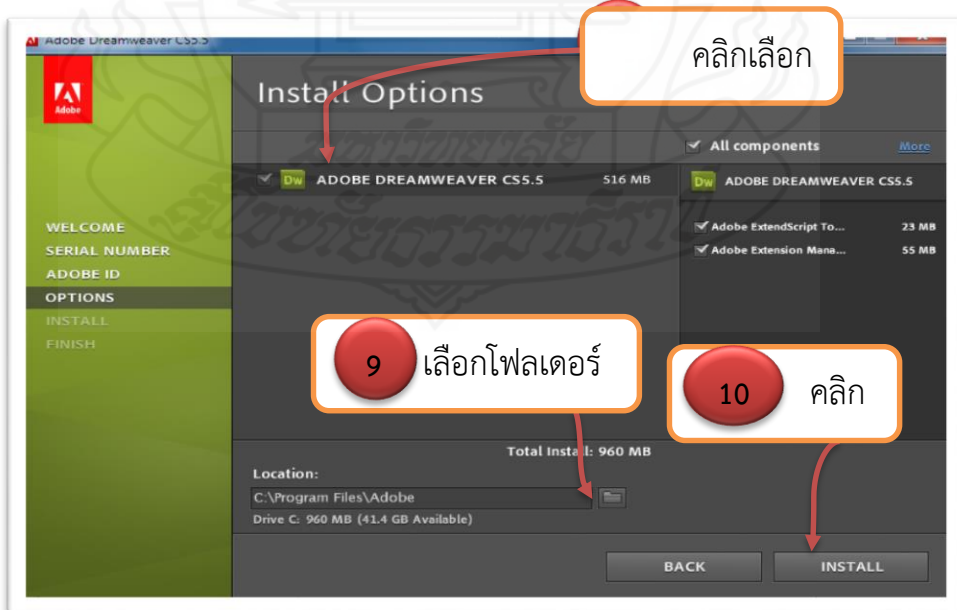 Adobe Dreamweaver CS5.5
คลิกเลือก
Adobe
Install Options
All components More
ADOBE DREAMWEAVER CS5.5 516 MB
ADOBE DREAMWEAVER CS5.5
Adobe ExtendScript To... 23 MB
Adobe Extension Mana... 55 MB
WELCOME
SERIAL NUMBER
ADOBE ID
OPTIONS
INSTALL
FINISH
9 เลือกโฟลเดอร์
10 คลิก
Total Install: 960 MB
Location:
C:\Program Files\Adobe
Drive C: 960 MB (41.4 GB Available)
BACK INSTALL